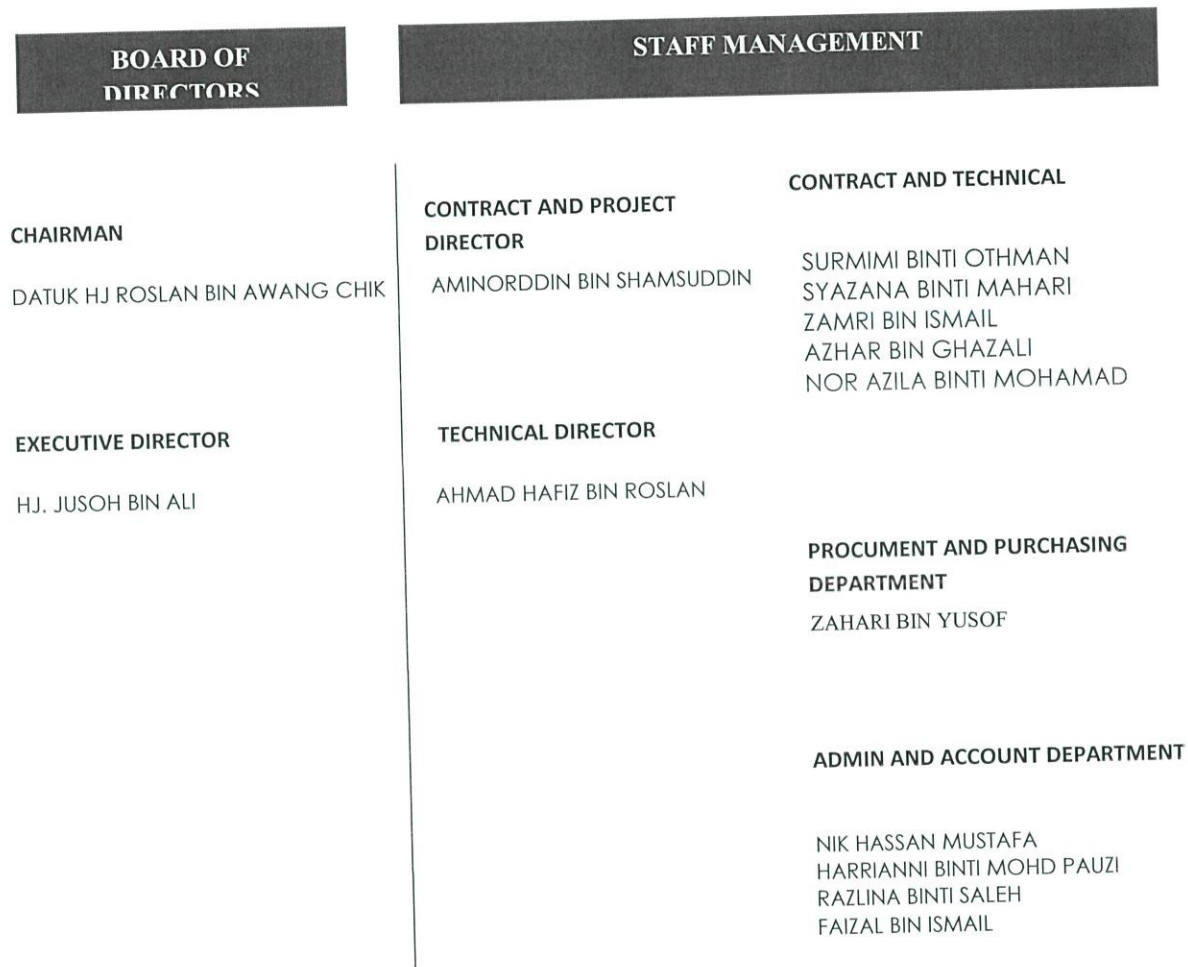 BOARD OF
DIRECTORS
STAFF MANAGEMENT
CHAIRMAN
DATUK HJ ROSLAN BIN AWANG CHIK
EXECUTIVE DIRECTOR
HJ. JUSOH BIN ALI
CONTRACT AND PROJECT
DIRECTOR
AMINORDDIN BIN SHAMSUDDIN
TECHNICAL DIRECTOR
AHMAD HAFIZ BIN ROSLAN
CONTRACT AND TECHNICAL
SURMIMI BINTI OTHMAN
SYAZANA BINTI MAHARI
ZAMRI BIN ISMAIL
AZHAR BIN GHAZALI
NOR AZILA BINTI MOHAMAD
PROCUMENT AND PURCHASING
DEPARTMENT
ZAHARI BIN YUSOF
ADMIN AND ACCOUNT DEPARTMENT
NIK HASSAN MUSTAFA
HARRIANNI BINTI MOHD PAUZI
RAZLINA BINTI SALEH
FAIZAL BIN ISMAIL